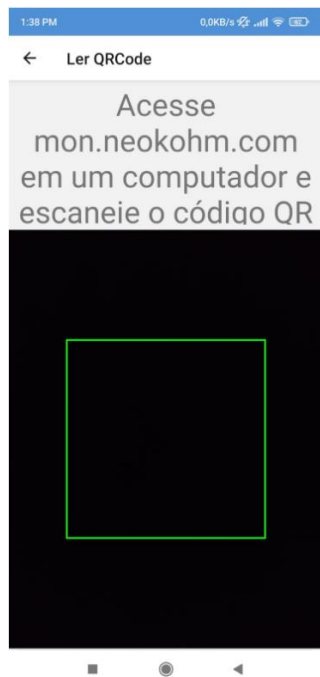 1:38 PM 0,0KB/s
Ler QRCode
Acesse
mon.neokohm.com
em um computador e
escaneie o código QR